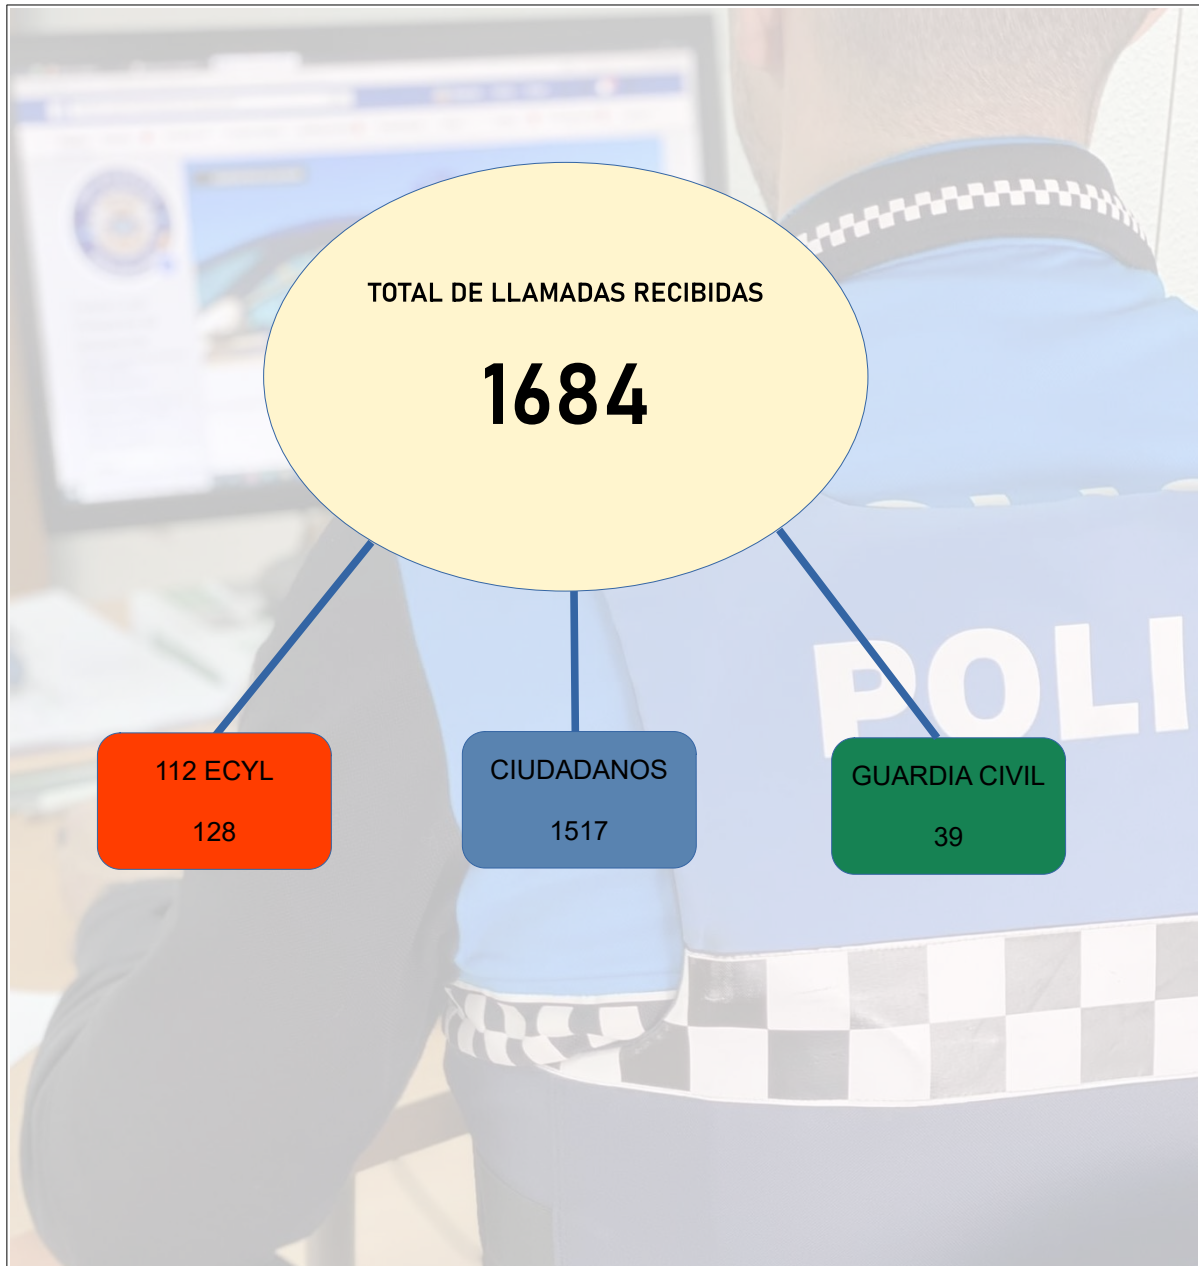 TOTAL DE LLAMADAS RECIBIDAS
1684
POLI
112 ECYL
128
CIUDADANOS
1517
GUARDIA CIVIL
39